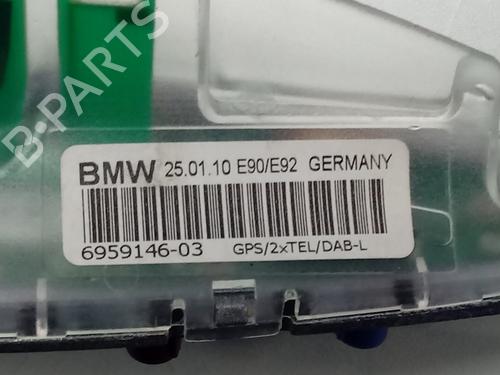 B-PARTS
BMW 25.01.10 E90/E92 GERMANY
6959146-03 GPS/2xTEL/DAB-L